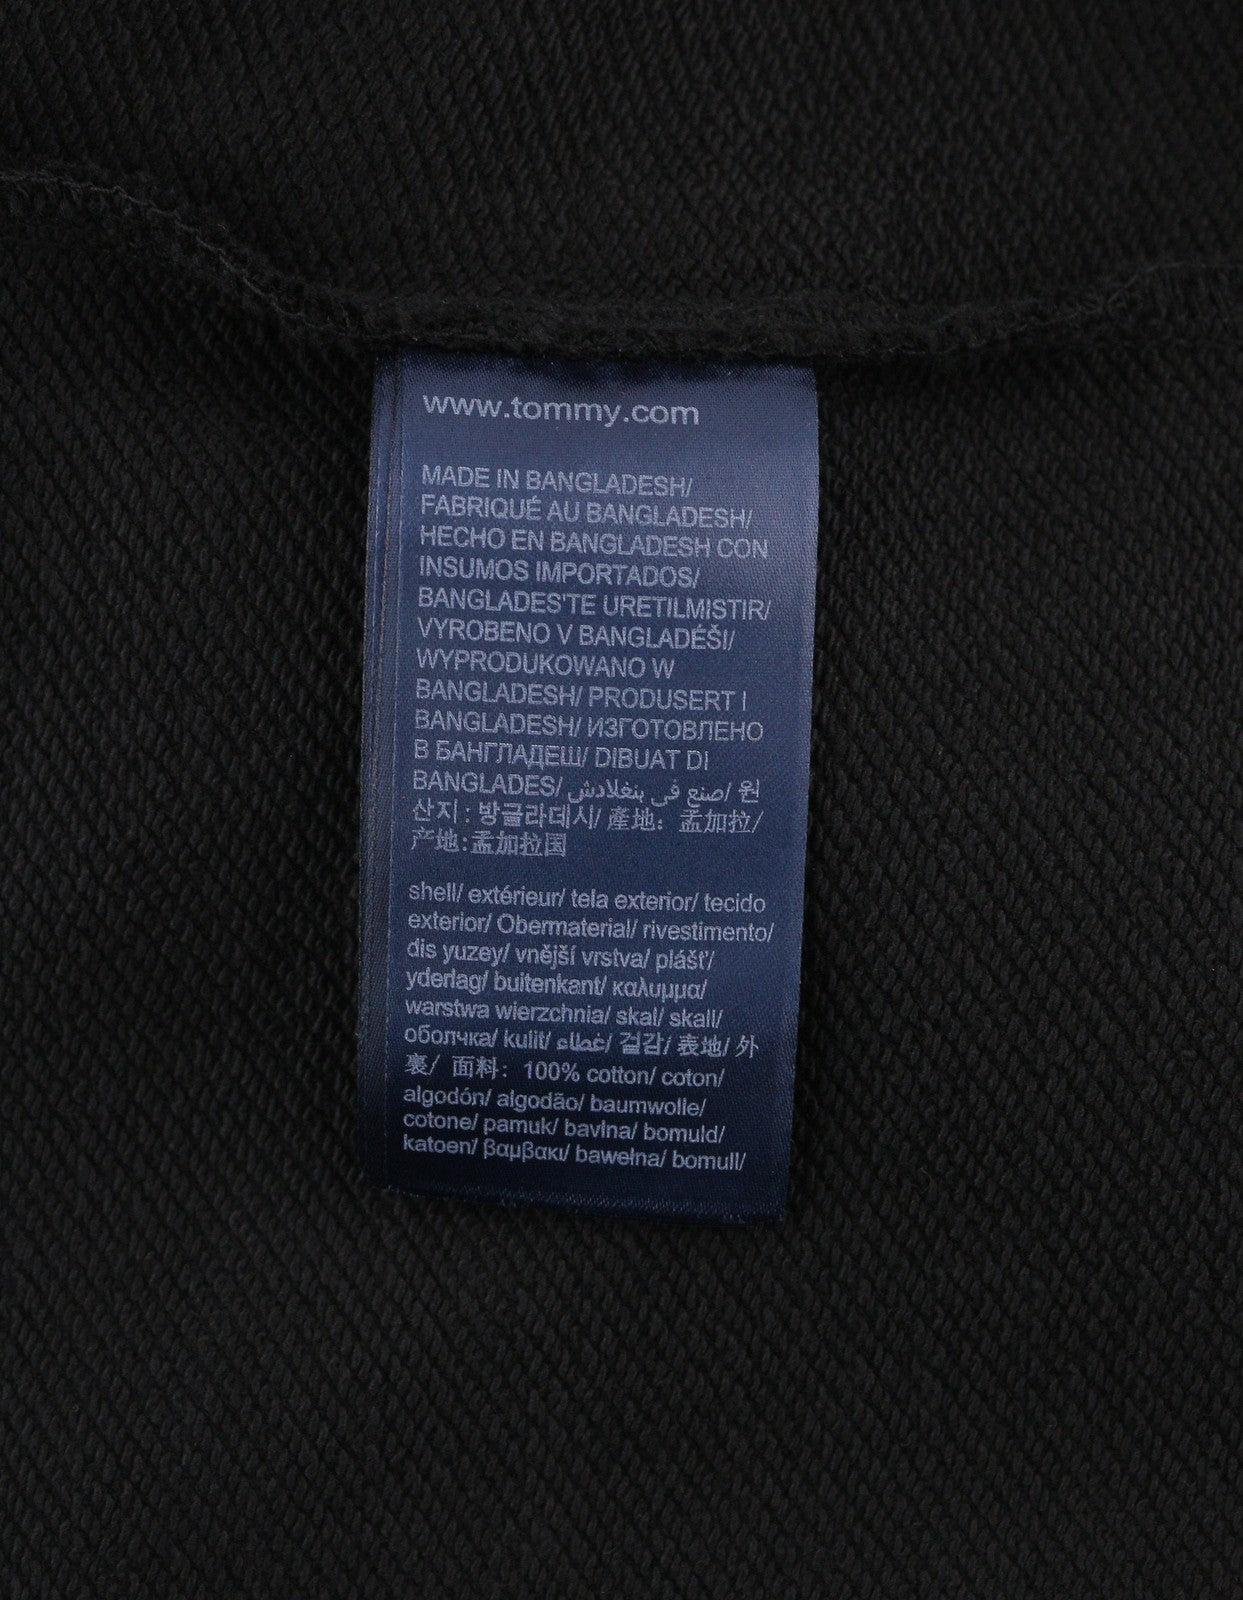 www.tommy.com
MADE IN BANGLADESH/
FABRIQUÉ AU BANGLADESH/
HECHO EN BANGLADESH CON
INSUMOS IMPORTADOS/
BANGLADES'TE URETILMISTIR/
VYROBENO V BANGLADÉŠI/
WYPRODUKOWANO W
BANGLADESH/ PRODUSERT I
BANGLADESH/ ИЗГОТОВЛЕНО
В БАНГЛАДЕШ/ DIBUAT DI
BANGLADES/ صنع في بنغلادش/ 원
산지 : 방글라데시/ 產地: 孟加拉/
产地:孟加拉国
shell/ extérieur/ tela exterior/ tecido
exterior/ Obermaterial/ rivestimento/
dis yuzey/ vnější vrstva/ plášť/
yderlag/ buitenkant/ καλυμμα/
warstwa wierzchnia/ skal/ skall/
оболчка/ kulit/ غطاء/ 겉감/ 表地/ 外
裏/ 面料: 100% cotton/ coton/
algodón/ algodão/ baumwolle/
cotone/ pamuk/ bavlna/ bomuld/
katoen/ βαμβακι/ bawełna/ bomull/